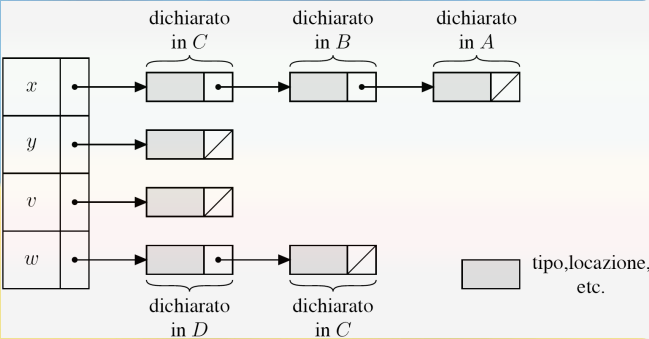 dichiarato
in C
dichiarato
in B
dichiarato
in A
x
y
v
w
dichiarato
in D
dichiarato
in C
tipo,locazione,
etc.